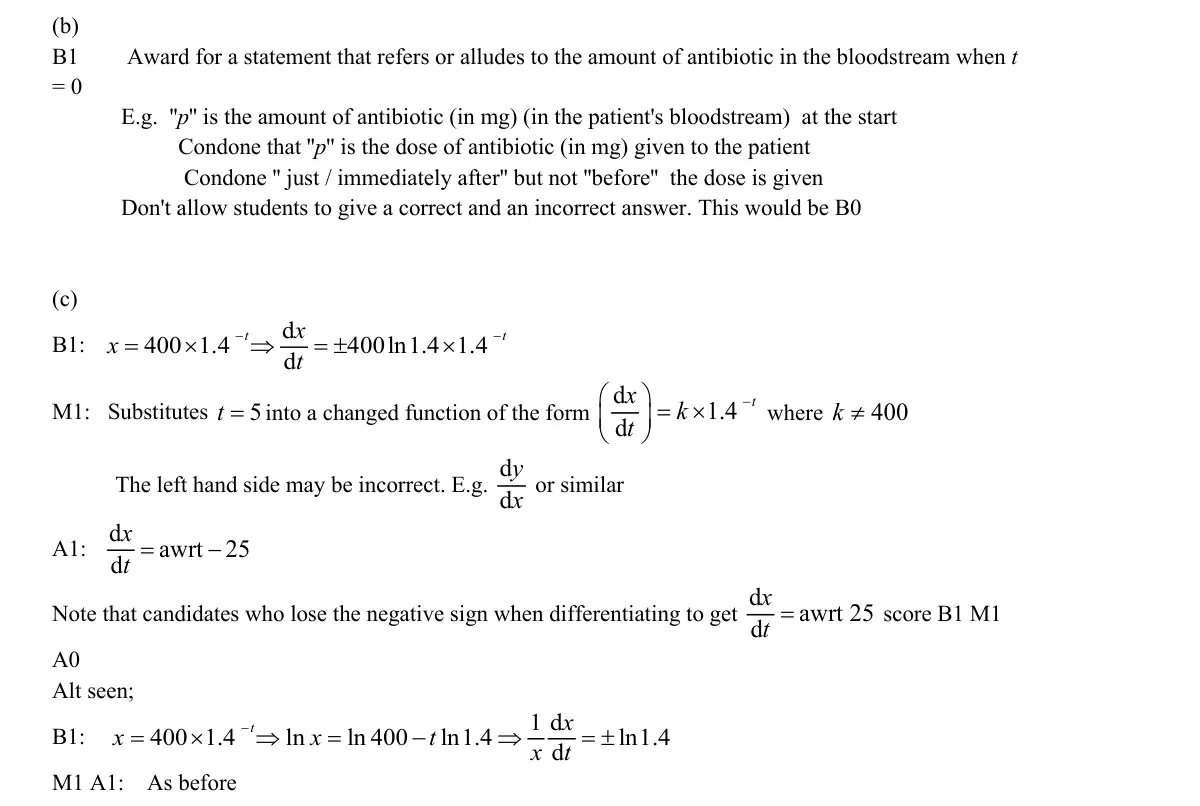 (b)
B1 Award for a statement that refers or alludes to the amount of antibiotic in the bloodstream when t
= 0
E.g. "p" is the amount of antibiotic (in mg) (in the patient's bloodstream) at the start
Condone that "p" is the dose of antibiotic (in mg) given to the patient
Condone " just / immediately after" but not "before" the dose is given
Don't allow students to give a correct and an incorrect answer. This would be B0
(c)
B1: x = 400 × 1.4^{−t} ⇒ dx/dt = ±400 ln 1.4 × 1.4^{−t}
M1: Substitutes t = 5 into a changed function of the form (dx/dt) = k × 1.4^{−t} where k ≠ 400
The left hand side may be incorrect. E.g. dy/dx or similar
A1: dx/dt = awrt − 25
Note that candidates who lose the negative sign when differentiating to get dx/dt = awrt 25 score B1 M1
A0
Alt seen;
B1: x = 400 × 1.4^{−t} ⇒ ln x = ln 400 − t ln 1.4 ⇒ 1/x dx/dt = ± ln 1.4
M1 A1: As before